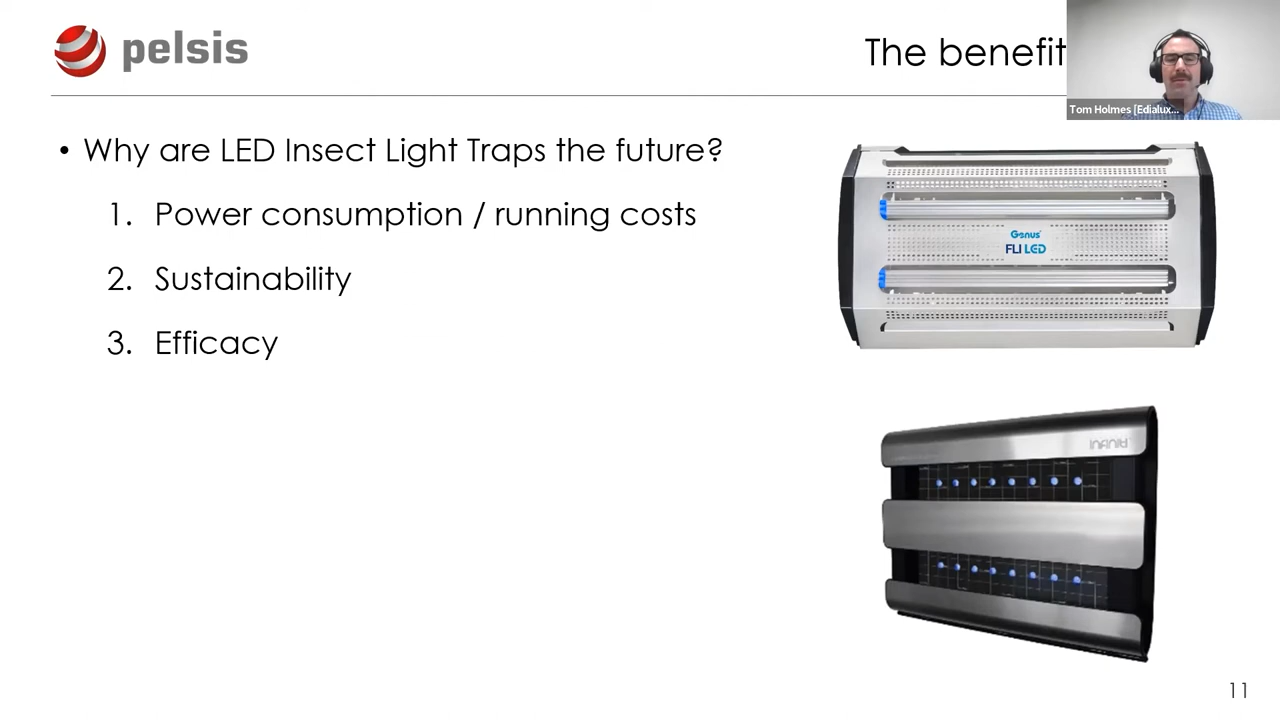 pelsis
The benefit
Tom Holmes [Edialux...
• Why are LED Insect Light Traps the future?
1. Power consumption / running costs
2. Sustainability
3. Efficacy
Genus
FLI LED
infiniti
11